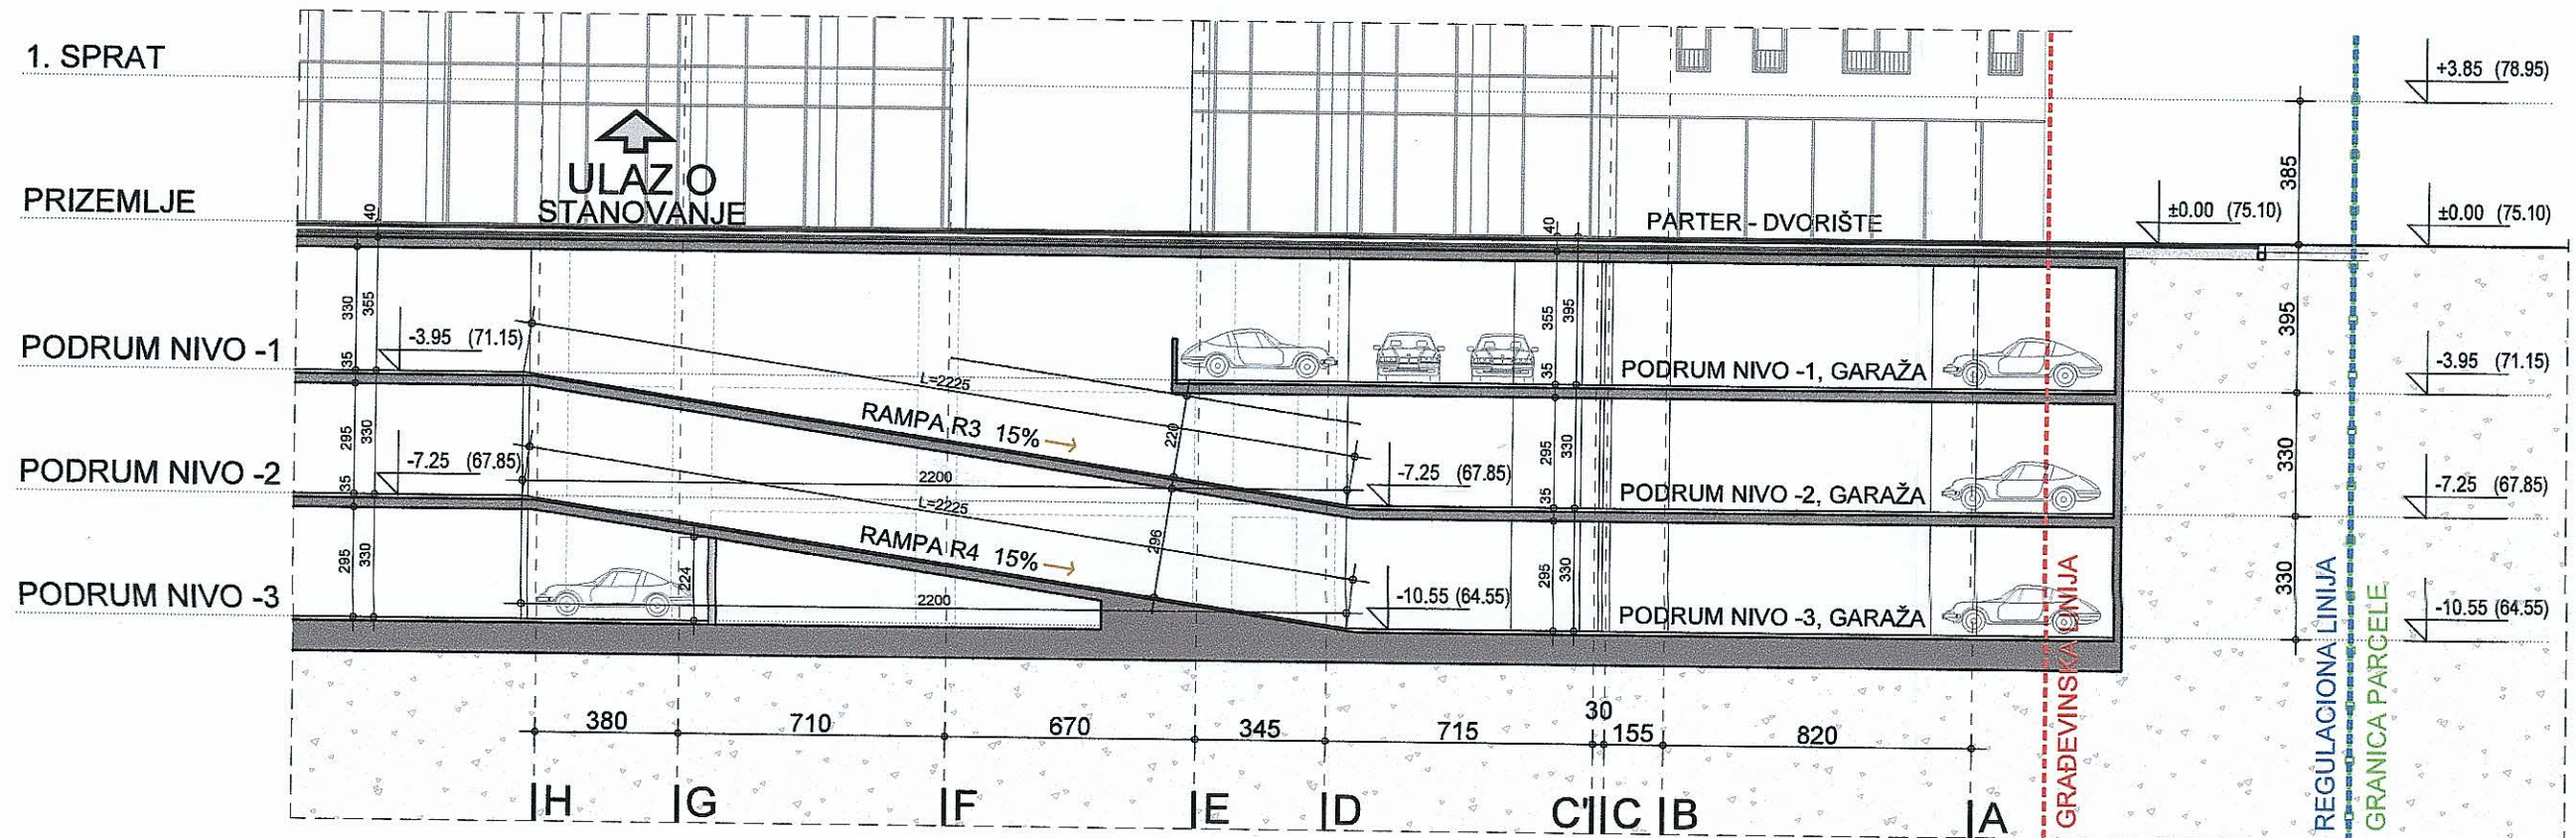 1. SPRAT
+3.85 (78.95)
385
ULAZ O
STANOVANJE
PRIZEMLJE
40
40
PARTER - DVORIŠTE
±0.00 (75.10)
±0.00 (75.10)
330
355
355
395
395
PODRUM NIVO -1
-3.95 (71.15)
35
L=2225
35
PODRUM NIVO -1, GARAŽA
-3.95 (71.15)
RAMPA R3 15%
220
295
330
295
330
330
PODRUM NIVO -2
-7.25 (67.85)
35
2200
-7.25 (67.85)
35
PODRUM NIVO -2, GARAŽA
-7.25 (67.85)
L=2225
RAMPA R4 15%
296
295
330
224
295
330
330
PODRUM NIVO -3
2200
-10.55 (64.55)
PODRUM NIVO -3, GARAŽA
-10.55 (64.55)
GRAĐEVINSKA LINIJA
REGULACIONA LINIJA
GRANICA PARCELE
380
710
670
345
715
30
155
820
H
G
F
E
D
C'
C
B
A